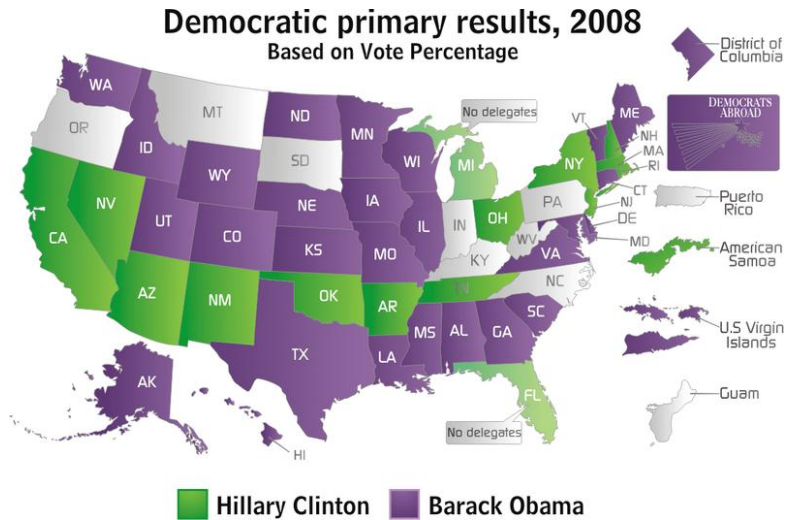 Democratic primary results, 2008
Based on Vote Percentage
District of
Columbia
WA
MT
ND
MN
No delegates
ME
DEMOCRATS
ABROAD
VT
OR
ID
SD
WI
MI
NY
NH
MA
RI
WY
IA
PA
CT
NJ
Puerto
Rico
NV
NE
IL
IN
OH
DE
UT
CO
WV
MD
CA
KS
MO
KY
VA
American
Samoa
AZ
NM
OK
AR
TN
NC
SC
MS
AL
GA
U.S Virgin
Islands
TX
LA
AK
FL
Guam
No delegates
HI
Hillary Clinton
Barack Obama